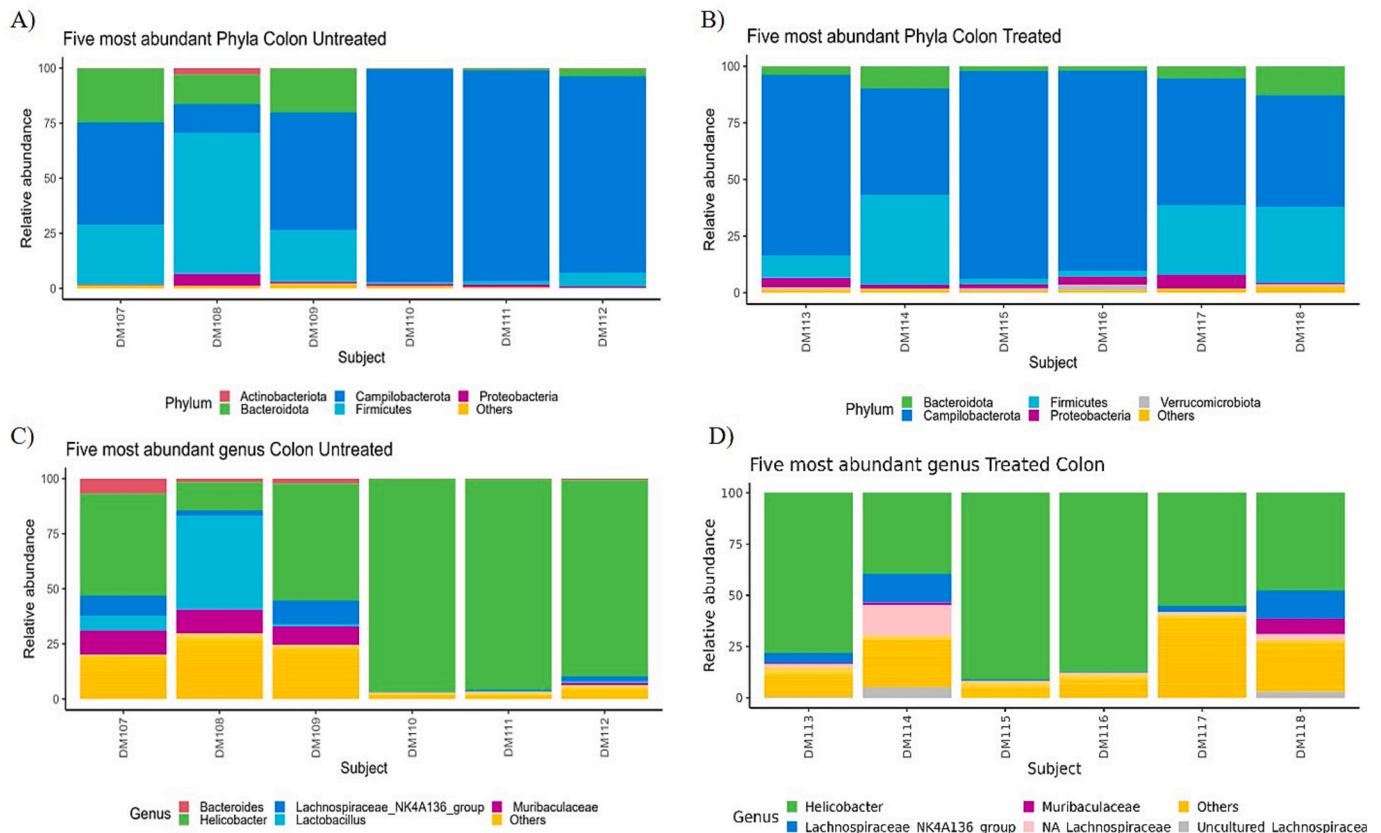 A)
Five most abundant Phyla Colon Untreated
100
75
50
25
0
Relative abundance
DM107
DM108
DM109
DM110
DM111
DM112
Subject
Phylum
Actinobacteriota
Campilobacterota
Proteobacteria
Bacteroidota
Firmicutes
Others
B)
Five most abundant Phyla Colon Treated
100
75
50
25
0
Relative abundance
DM113
DM114
DM115
DM116
DM117
DM118
Subject
Phylum
Bacteroidota
Firmicutes
Verrucomicrobiota
Campilobacterota
Proteobacteria
Others
C)
Five most abundant genus Colon Untreated
100
75
50
25
0
Relative abundance
DM107
DM108
DM109
DM110
DM111
DM112
Subject
Genus
Bacteroides
Lachnospiraceae_NK4A136_group
Muribaculaceae
Helicobacter
Lactobacillus
Others
D)
Five most abundant genus Treated Colon
100
75
50
25
0
Relative abundance
DM113
DM114
DM115
DM116
DM117
DM118
Subject
Genus
Helicobacter
Muribaculaceae
Others
Lachnospiraceae NK4A136 group
NA Lachnospiraceae
Uncultured Lachnospiracea